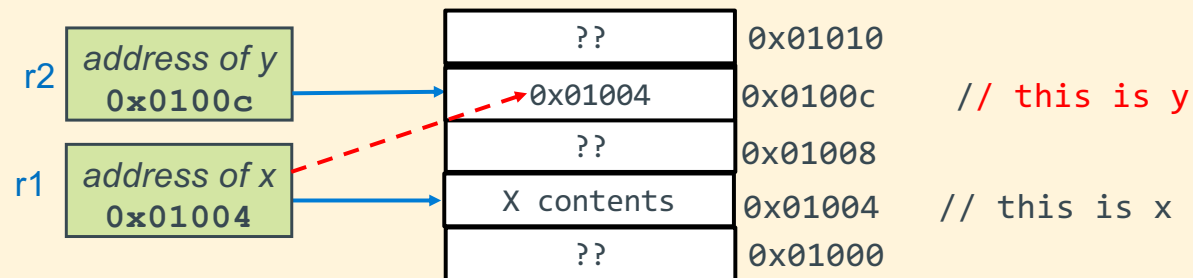 ?? 0x01010
r2 address of y
0x0100c
0x01004 0x0100c // this is y
?? 0x01008
r1 address of x
0x01004
X contents 0x01004 // this is x
?? 0x01000